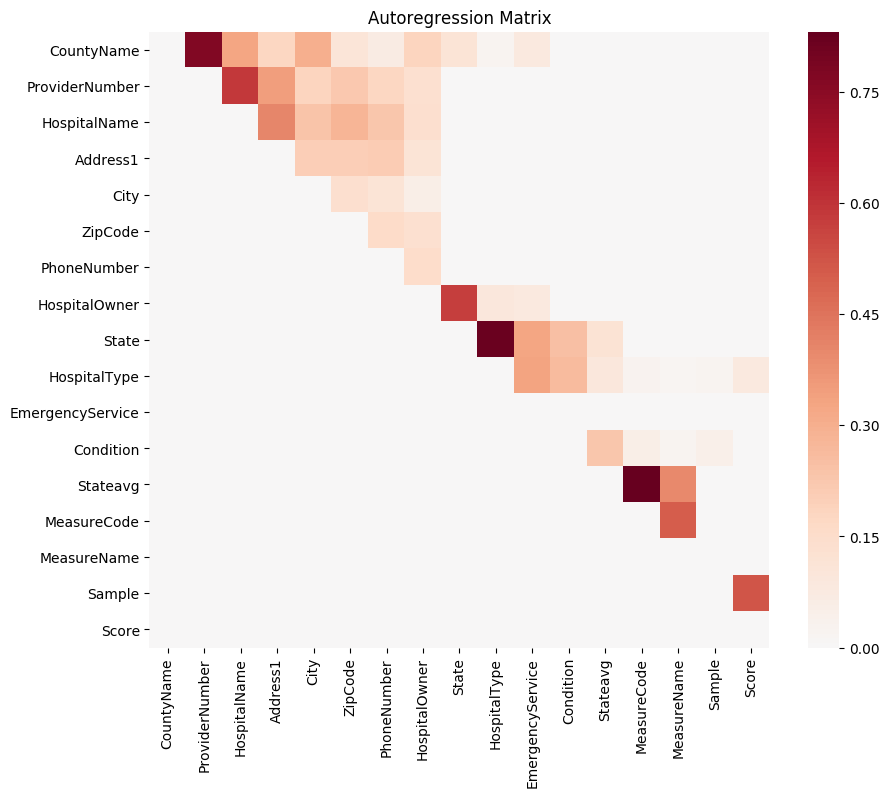 Autoregression Matrix
CountyName
ProviderNumber
HospitalName
Address1
City
ZipCode
PhoneNumber
HospitalOwner
State
HospitalType
EmergencyService
Condition
Stateavg
MeasureCode
MeasureName
Sample
Score
CountyName
ProviderNumber
HospitalName
Address1
City
ZipCode
PhoneNumber
HospitalOwner
State
HospitalType
EmergencyService
Condition
Stateavg
MeasureCode
MeasureName
Sample
Score
0.75
0.60
0.45
0.30
0.15
0.00